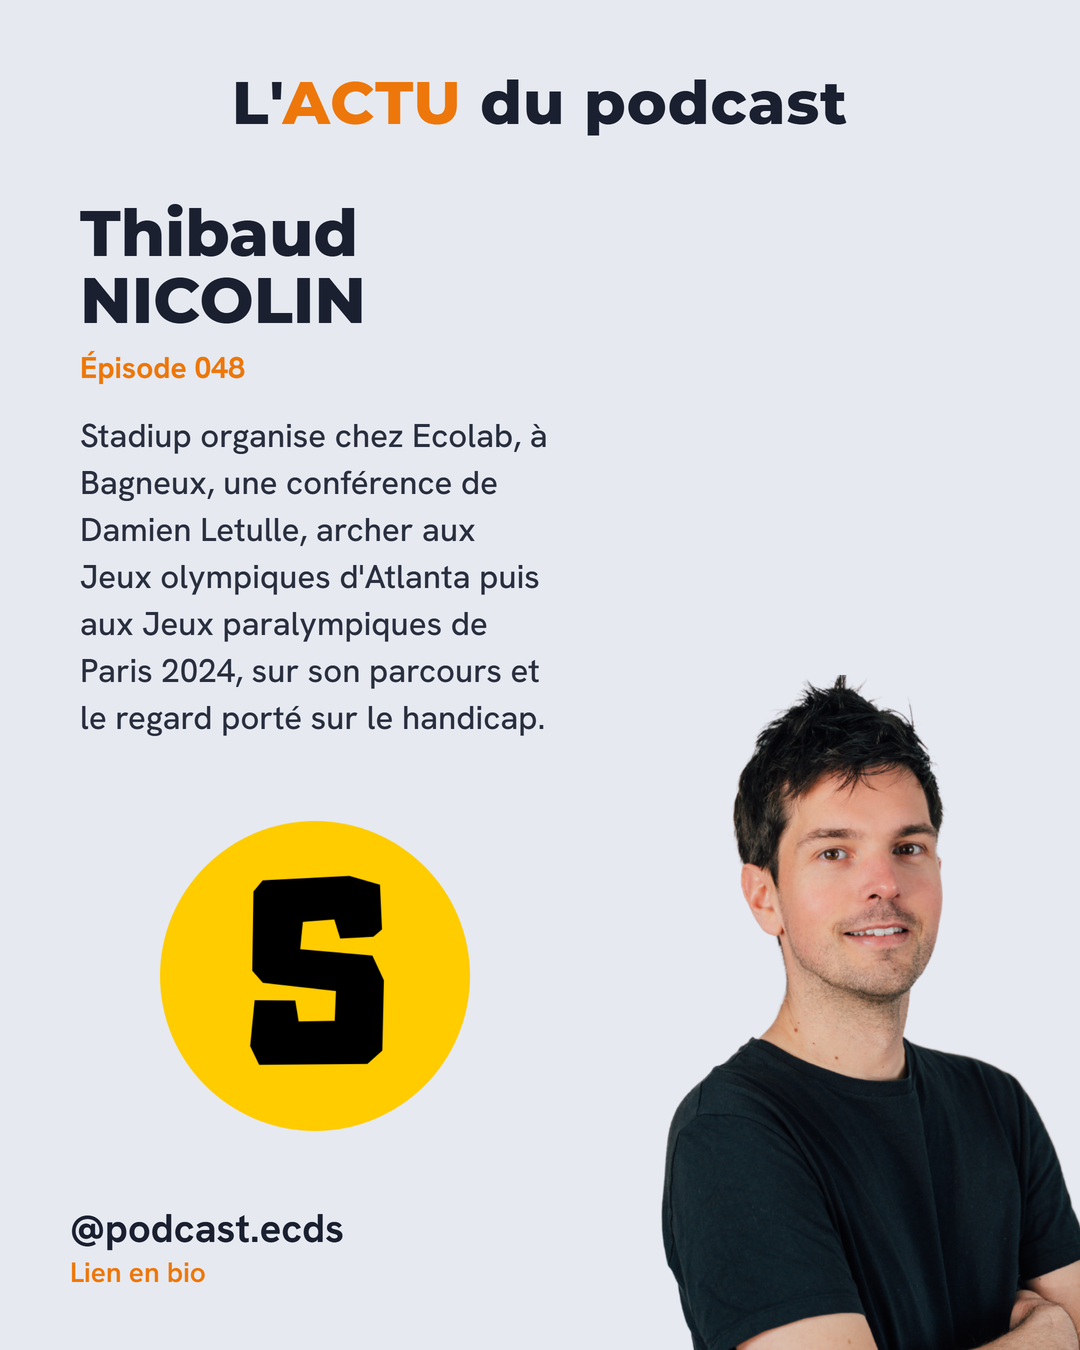 L'ACTU du podcast
Thibaud
NICOLIN
Épisode 048
Stadiup organise chez Ecolab, à
Bagneux, une conférence de
Damien Letulle, archer aux
Jeux olympiques d'Atlanta puis
aux Jeux paralympiques de
Paris 2024, sur son parcours et
le regard porté sur le handicap.
S
@podcast.ecds
Lien en bio